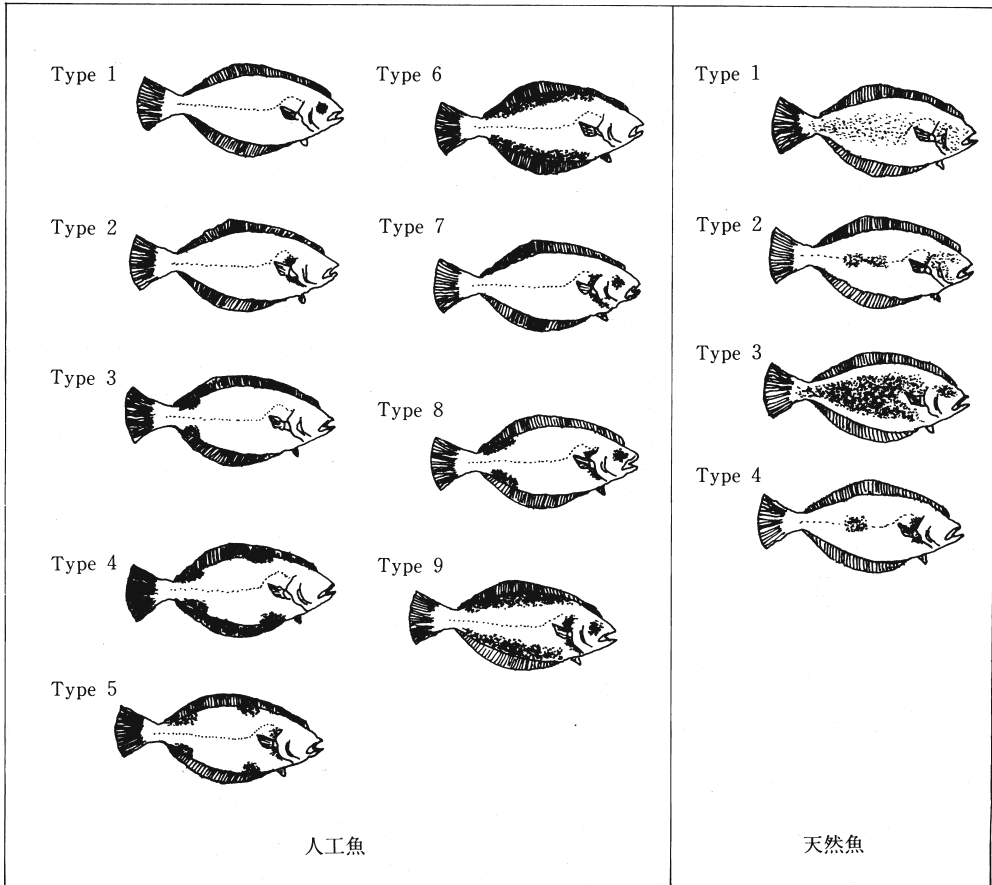 Type 1
Type 2
Type 3
Type 4
Type 5
Type 6
Type 7
Type 8
Type 9
人工魚
Type 1
Type 2
Type 3
Type 4
天然魚